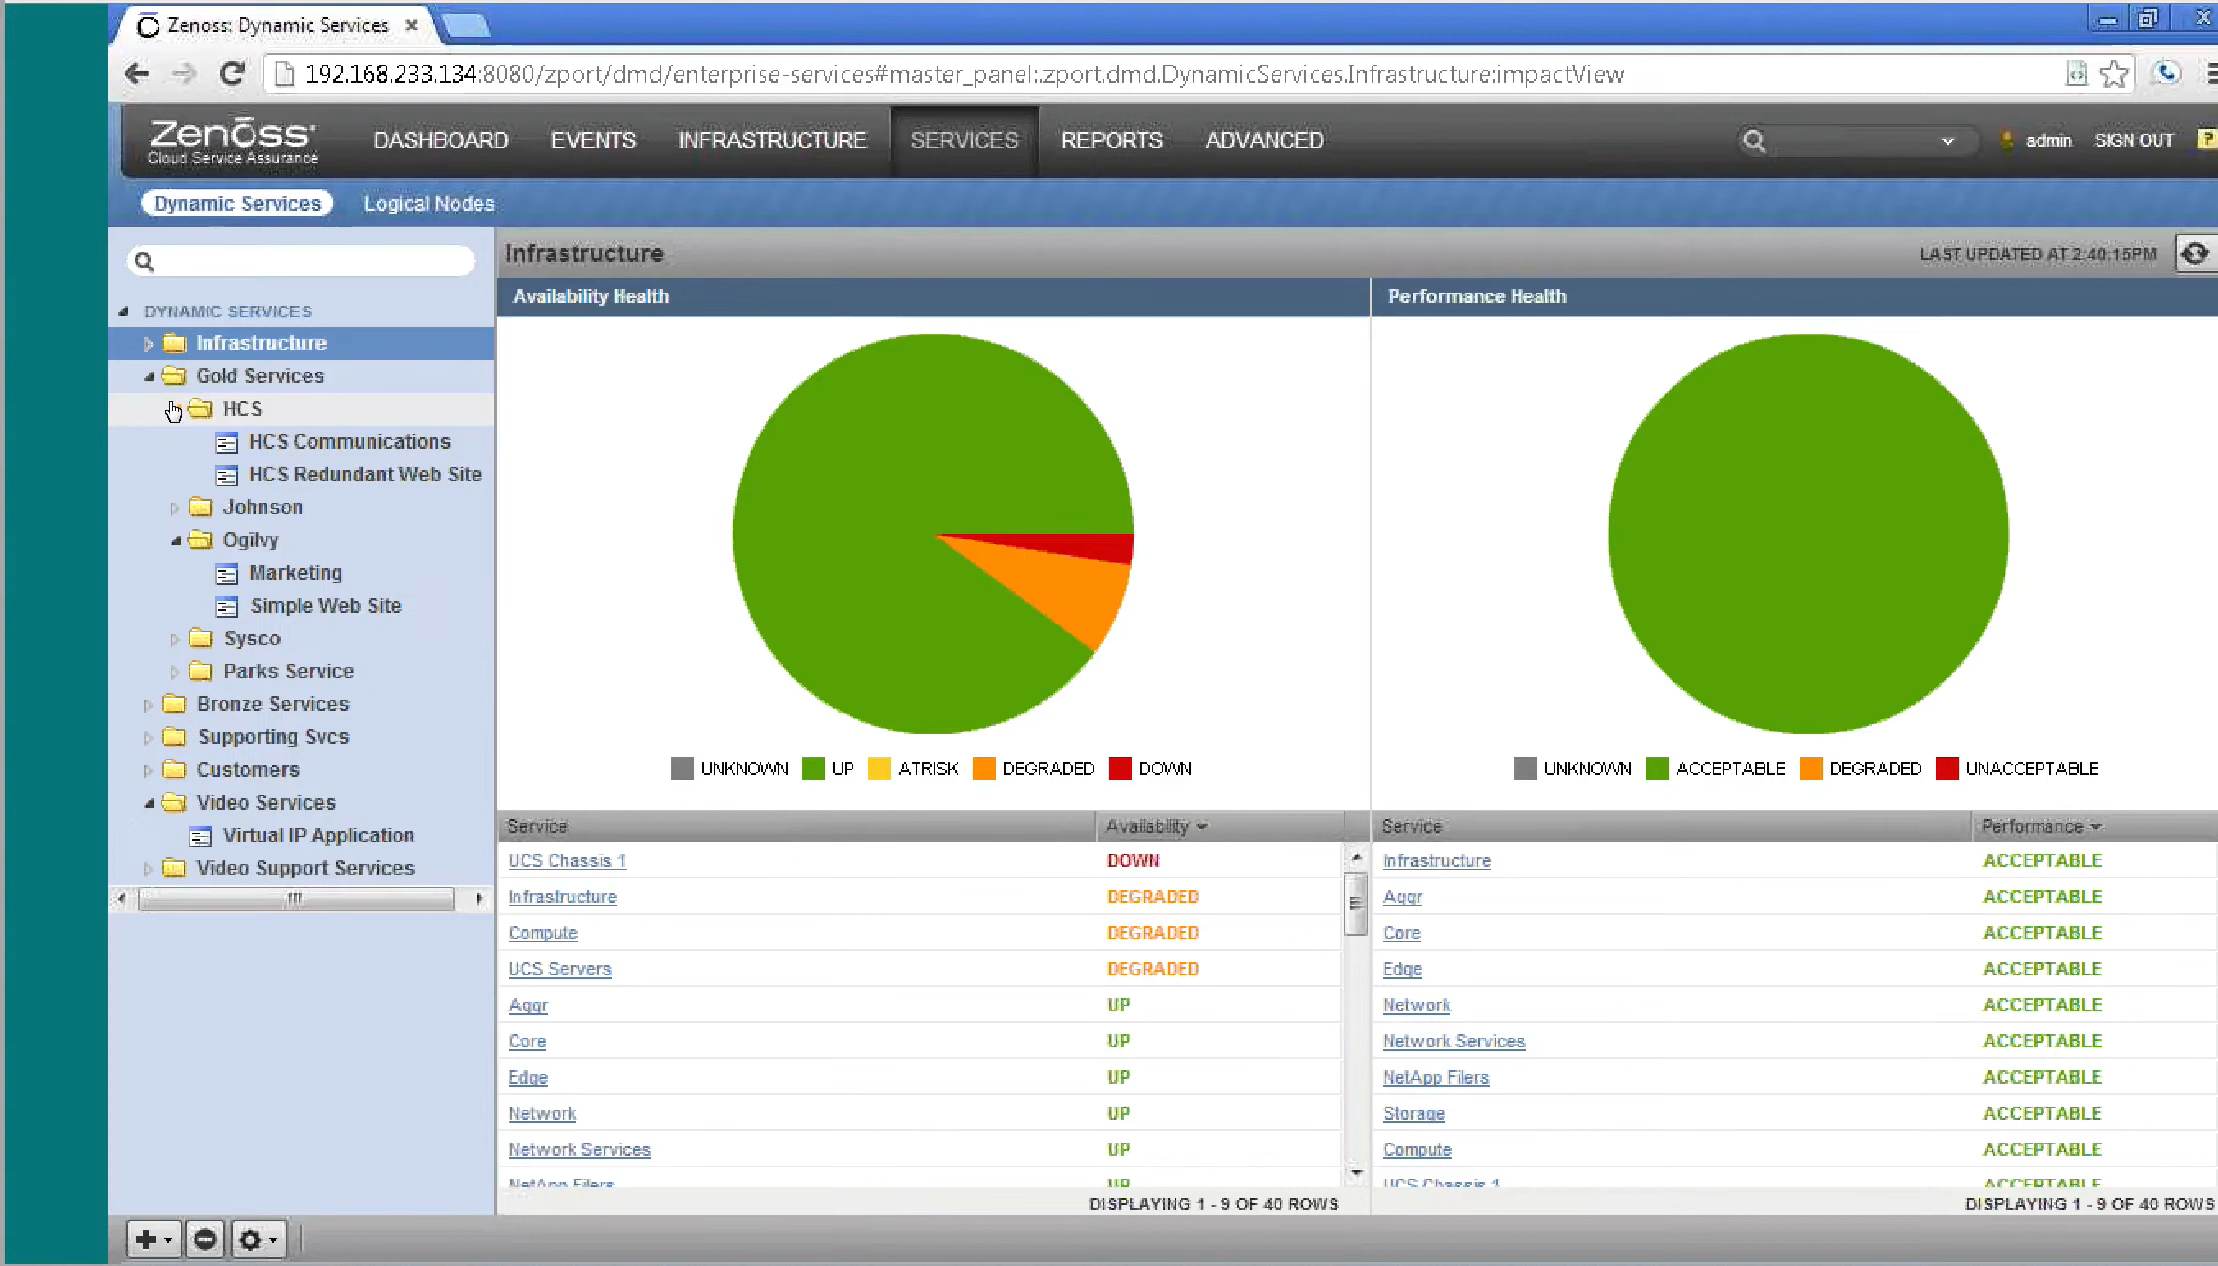 Zenoss: Dynamic Services
192.168.233.134:8080/zport/dmd/enterprise-services#master_panel:.zport.dmd.DynamicServices.Infrastructure:impactView
Zenoss
Cloud Service Assurance
DASHBOARD EVENTS INFRASTRUCTURE SERVICES REPORTS ADVANCED admin SIGN OUT ?
Dynamic Services Logical Nodes
Infrastructure LAST UPDATED AT 2:40:15PM
DYNAMIC SERVICES
Infrastructure
Gold Services
HCS
HCS Communications
HCS Redundant Web Site
Johnson
Ogilvy
Marketing
Simple Web Site
Sysco
Parks Service
Bronze Services
Supporting Svcs
Customers
Video Services
Virtual IP Application
Video Support Services
Availability Health
UNKNOWN UP ATRISK DEGRADED DOWN
Service Availability
UCS Chassis 1 DOWN
Infrastructure DEGRADED
Compute DEGRADED
UCS Servers DEGRADED
Aggr UP
Core UP
Edge UP
Network UP
Network Services UP
NetApp Filers UP
DISPLAYING 1 - 9 OF 40 ROWS
Performance Health
UNKNOWN ACCEPTABLE DEGRADED UNACCEPTABLE
Service Performance
Infrastructure ACCEPTABLE
Aggr ACCEPTABLE
Core ACCEPTABLE
Edge ACCEPTABLE
Network ACCEPTABLE
Network Services ACCEPTABLE
NetApp Filers ACCEPTABLE
Storage ACCEPTABLE
Compute ACCEPTABLE
UCS Chassis 1 ACCEPTABLE
DISPLAYING 1 - 9 OF 40 ROWS